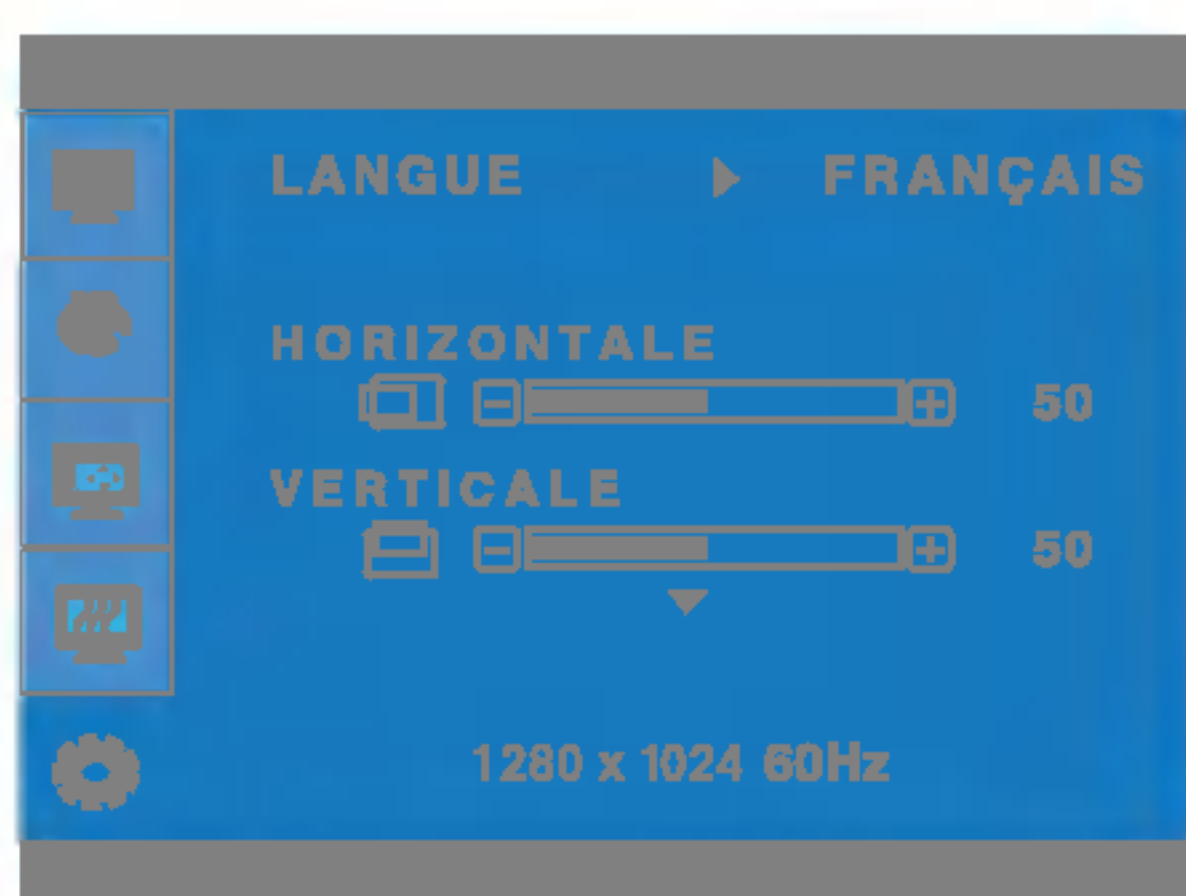 LANGUE FRANÇAIS
HORIZONTALE
50
VERTICALE
50
1280 x 1024 60Hz